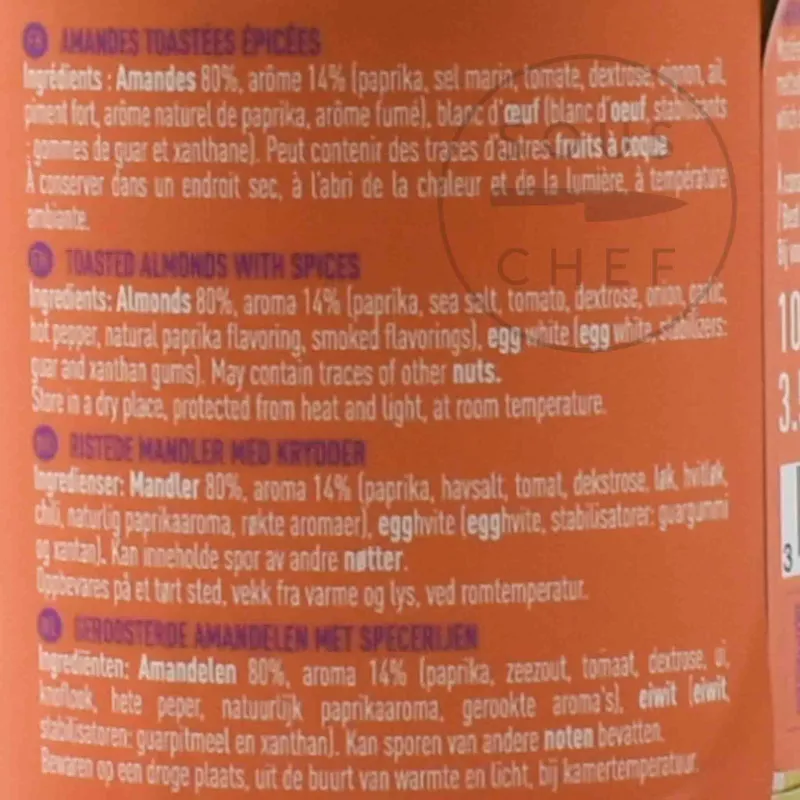 AMANDES TOASTÉES ÉPICÉES
Ingrédients : Amandes 80%, arôme 14% (paprika, sel marin, tomate, dextrose, oignon, ail,
piment fort, arôme naturel de paprika, arôme fumé), blanc d'œuf (blanc d'oeuf, stabilisants
: gommes de guar et xanthane). Peut contenir des traces d'autres fruits à coque
À conserver dans un endroit sec, à l'abri de la chaleur et de la lumière, à température
ambiante.
TOASTED ALMONDS WITH SPICES
Ingredients: Almonds 80%, aroma 14% (paprika, sea salt, tomato, dextrose, onion, garlic,
hot pepper, natural paprika flavoring, smoked flavorings), egg white (egg white, stabilizers:
guar and xanthan gums). May contain traces of other nuts.
Store in a dry place, protected from heat and light, at room temperature.
RISTEDE MANDLER MED KRYDDER
Ingredienser: Mandler 80%, aroma 14% (paprika, havsalt, tomat, dekstrose, løk, hvitløk,
chili, naturlig paprikaaroma, røkte aromaer), egghvite (egghvite, stabilisatorer: guargummi
og xantan). Kan inneholde spor av andre nøtter.
Oppbevares på et tørt sted, vekk fra varme og lys, ved romtemperatur.
GEROOSTERDE AMANDELEN MET SPECERIJEN
Ingrediënten: Amandelen 80%, aroma 14% (paprika, zeezout, tomaat, dextrose, ui,
knoflook, hete peper, natuurlijk paprikaaroma, gerookte aroma's), eiwit (eiwit,
stabilisatoren: guarpitmeel en xanthan). Kan sporen van andere noten bevatten.
Bewaren op een droge plaats, uit de buurt van warmte en licht, bij kamertemperatuur.
SOUS
CHEF
10
3.
3